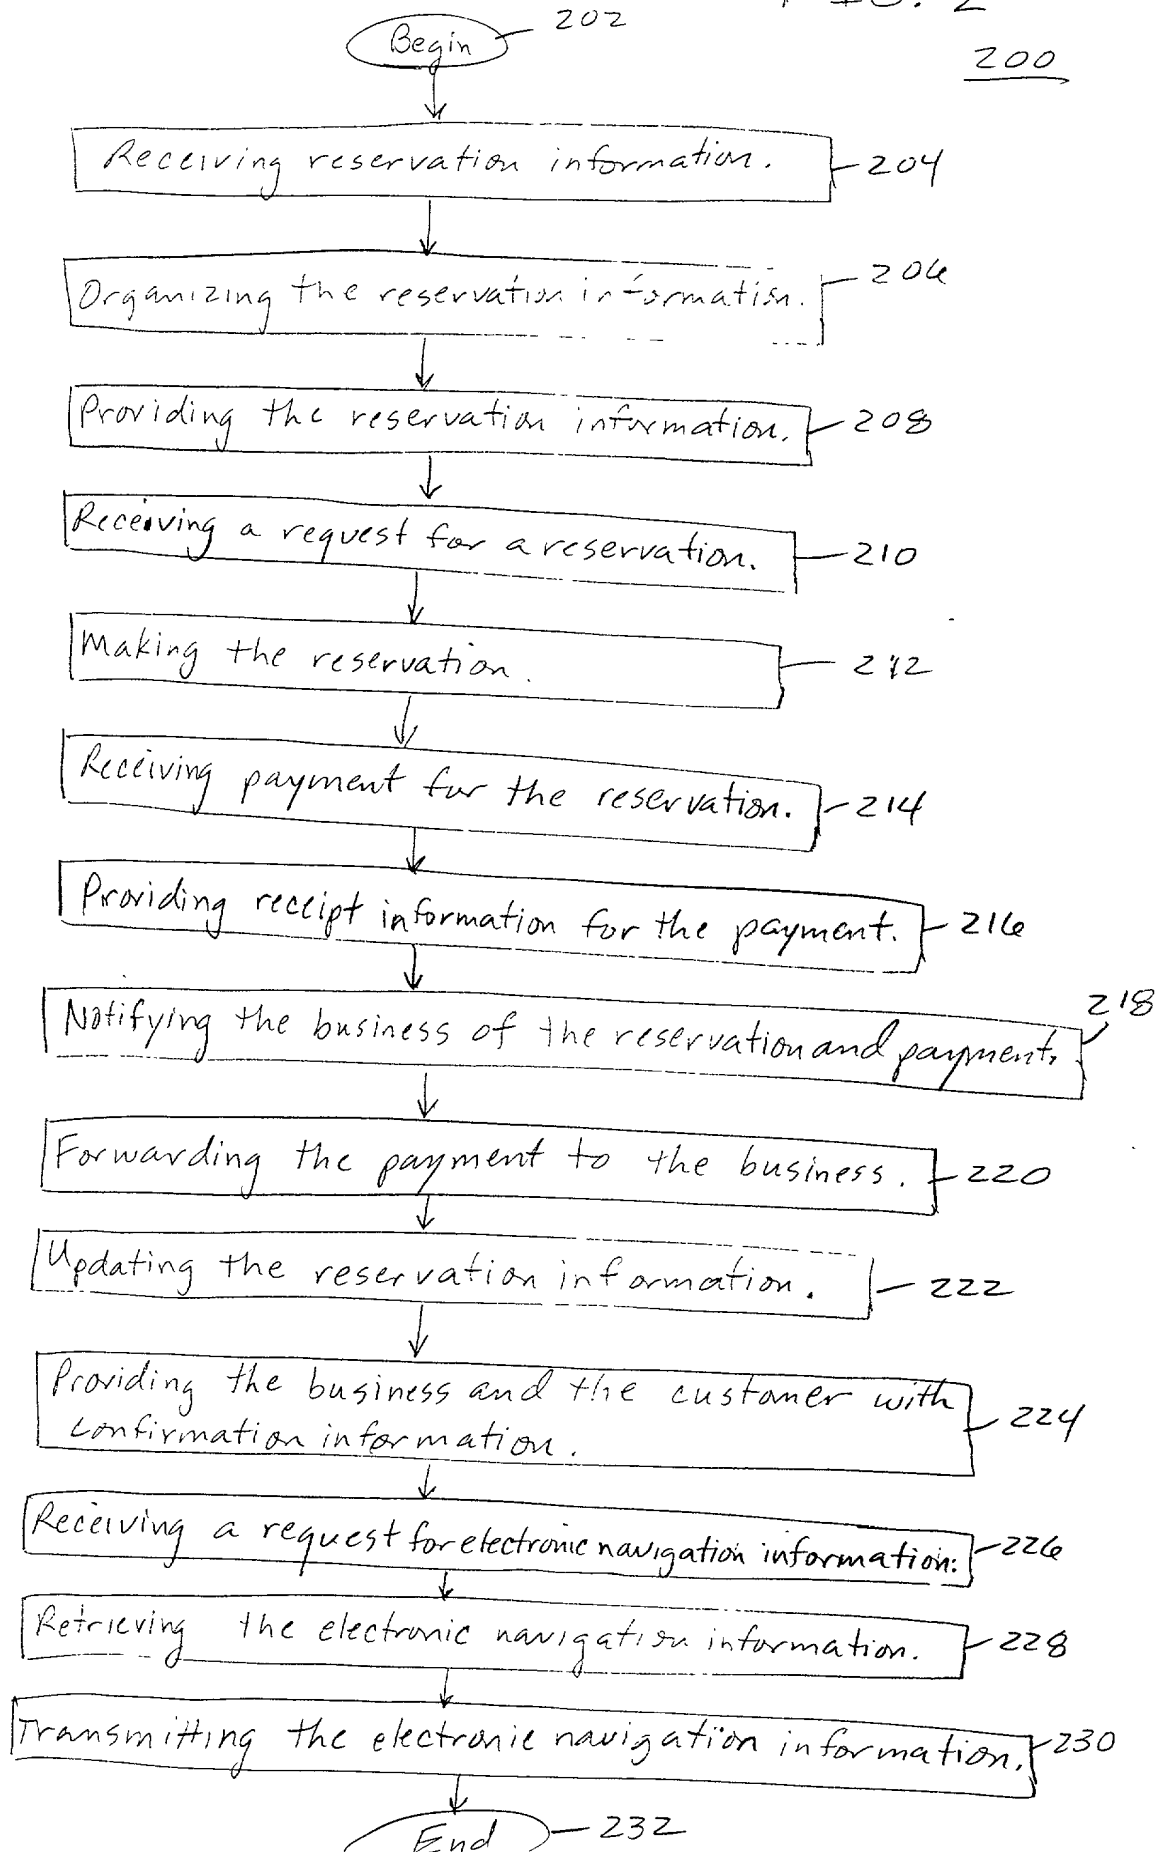 FIG. 2
Begin
202
200
Receiving reservation information.
204
Organizing the reservation information.
206
Providing the reservation information.
208
Receiving a request for a reservation.
210
Making the reservation.
212
Receiving payment for the reservation.
214
Providing receipt information for the payment.
216
Notifying the business of the reservation and payment.
218
Forwarding the payment to the business.
220
Updating the reservation information.
222
Providing the business and the customer with
confirmation information.
224
Receiving a request for electronic navigation information.
226
Retrieving the electronic navigation information.
228
Transmitting the electronic navigation information.
230
End
232